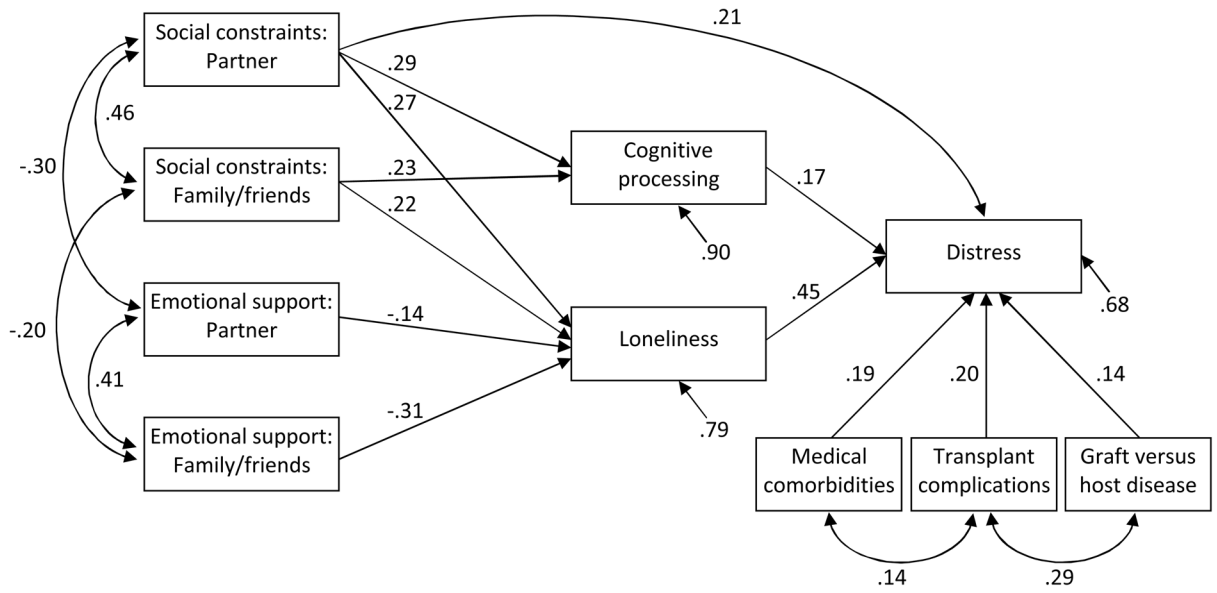 Social constraints:
Partner
.21
.29
.27
.46
-.30
Social constraints:
Family/friends
.23
.22
Cognitive
processing
.90
.17
Distress
.68
Emotional support:
Partner
-.14
-.20
.41
Loneliness
.79
.45
Emotional support:
Family/friends
-.31
.19
.20
.14
Medical
comorbidities
Transplant
complications
Graft versus
host disease
.14
.29